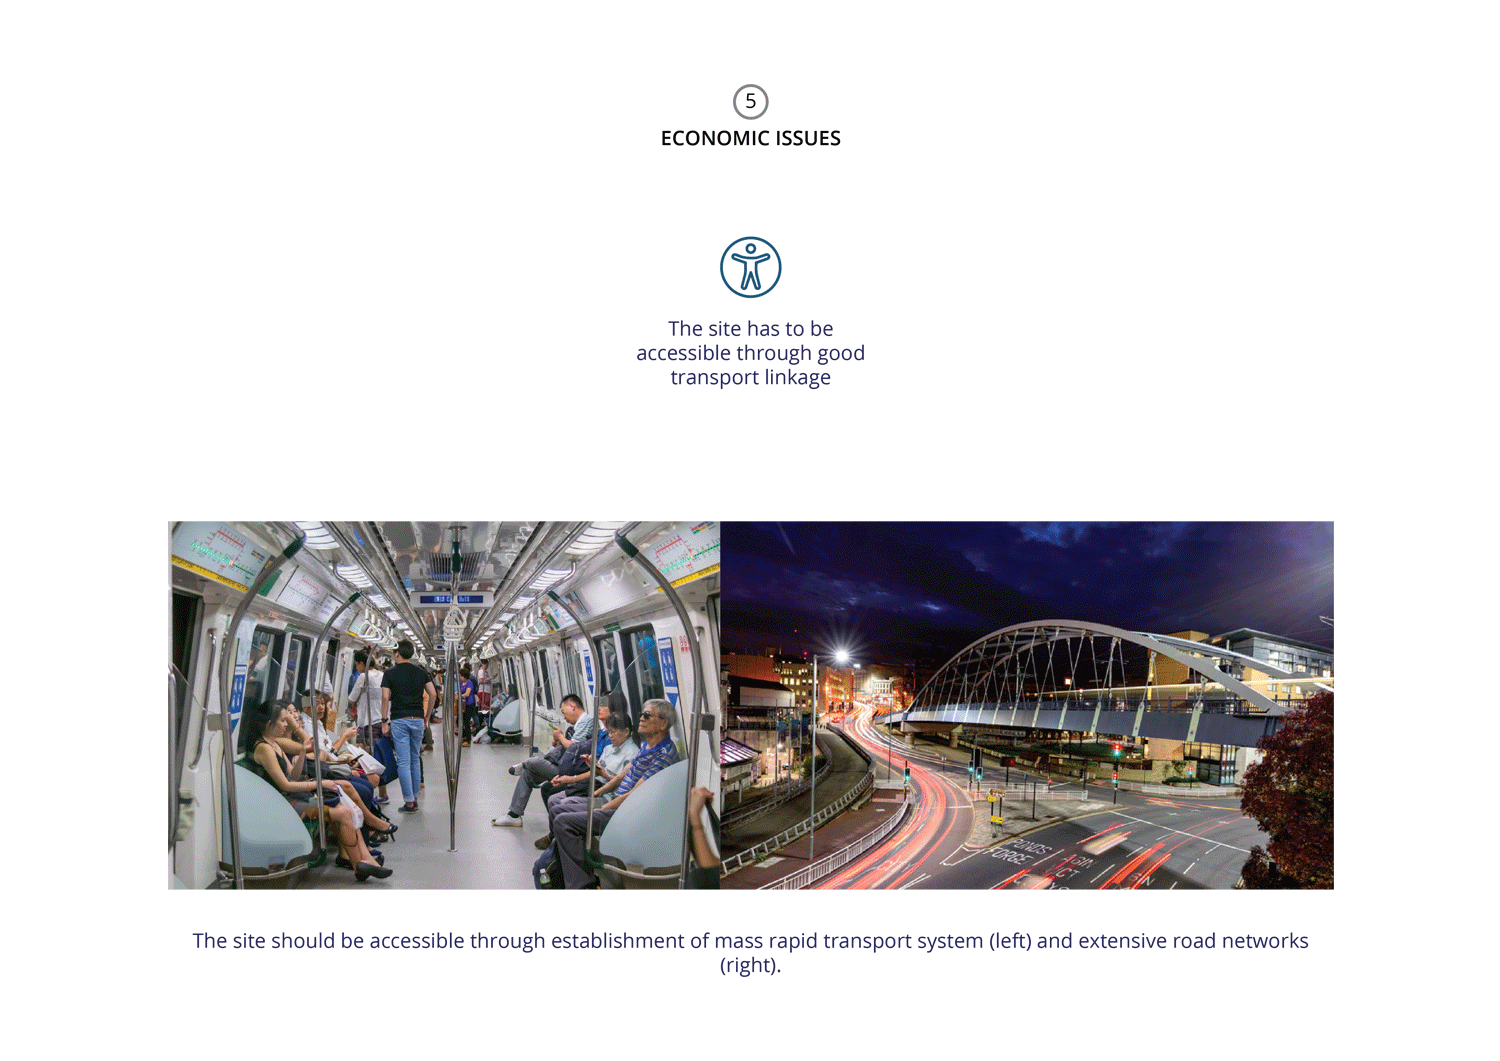 5
ECONOMIC ISSUES
The site has to be
accessible through good
transport linkage
The site should be accessible through establishment of mass rapid transport system (left) and extensive road networks
(right).